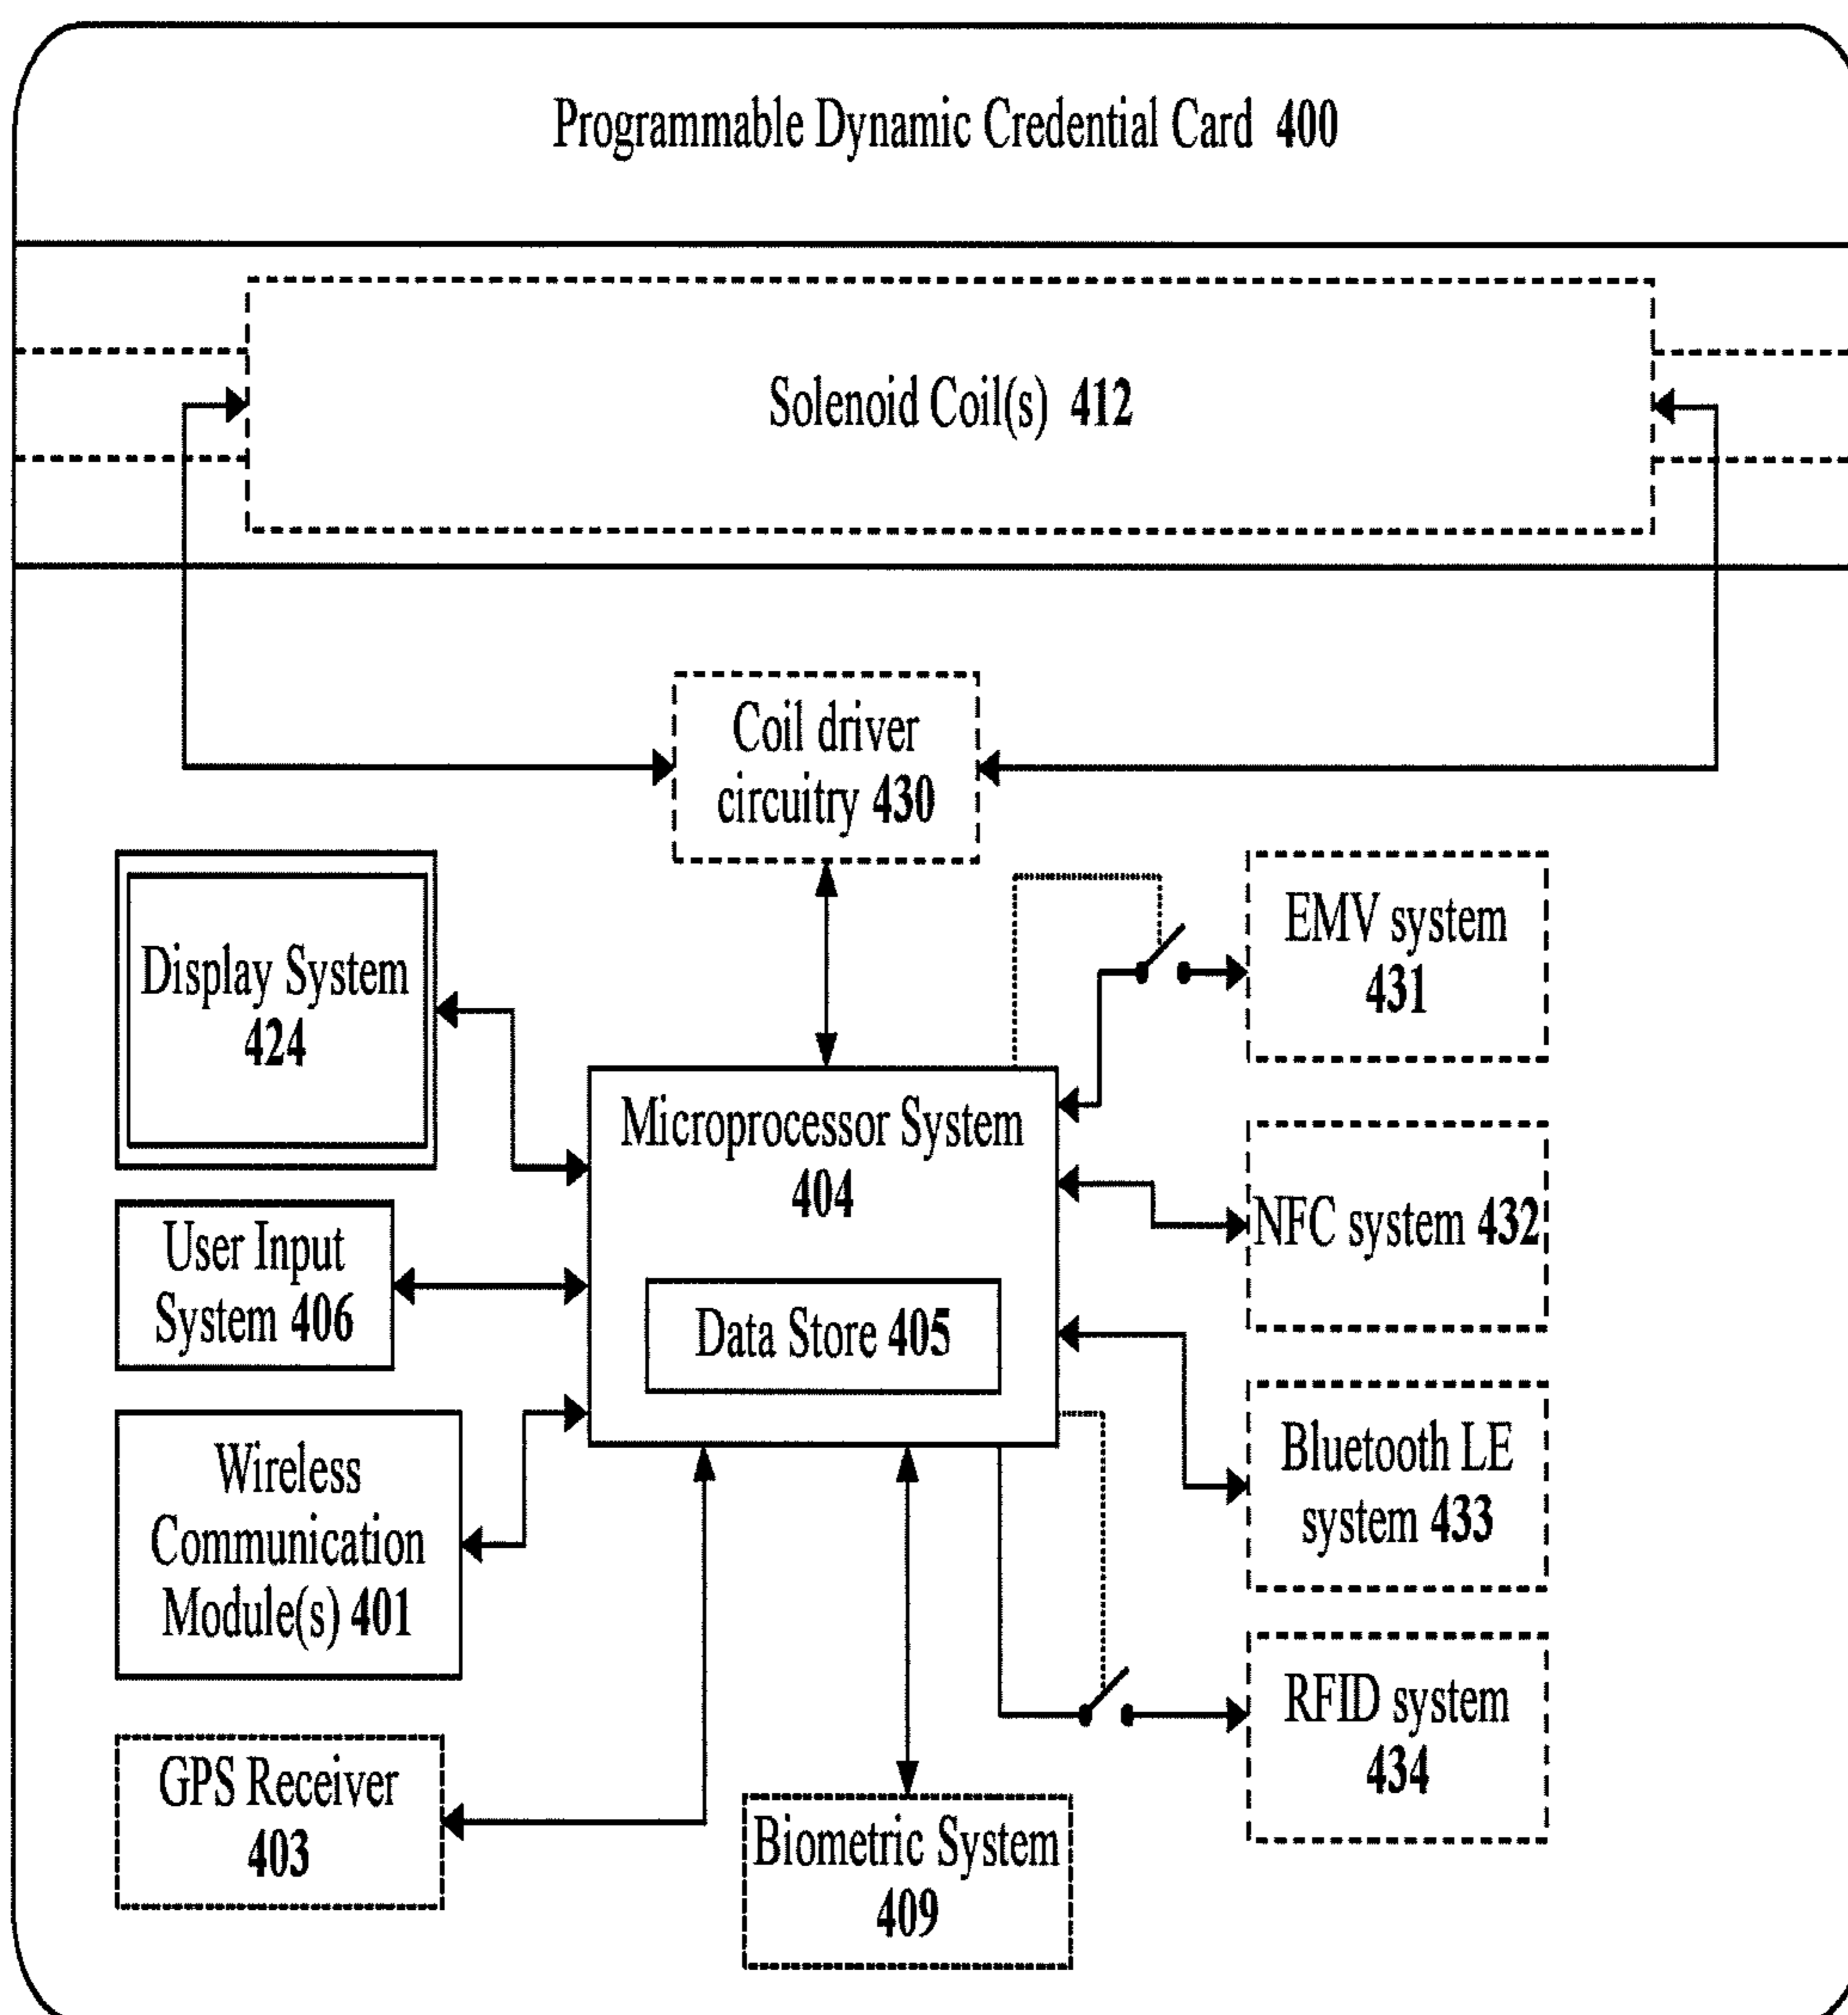 Programmable Dynamic Credential Card 400
Solenoid Coil(s) 412
Coil driver
circuitry 430
Display System
424
EMV system
431
Microprocessor System
404
NFC system 432
User Input
System 406
Data Store 405
Wireless
Communication
Module(s) 401
Bluetooth LE
system 433
RFID system
434
GPS Receiver
403
Biometric System
409